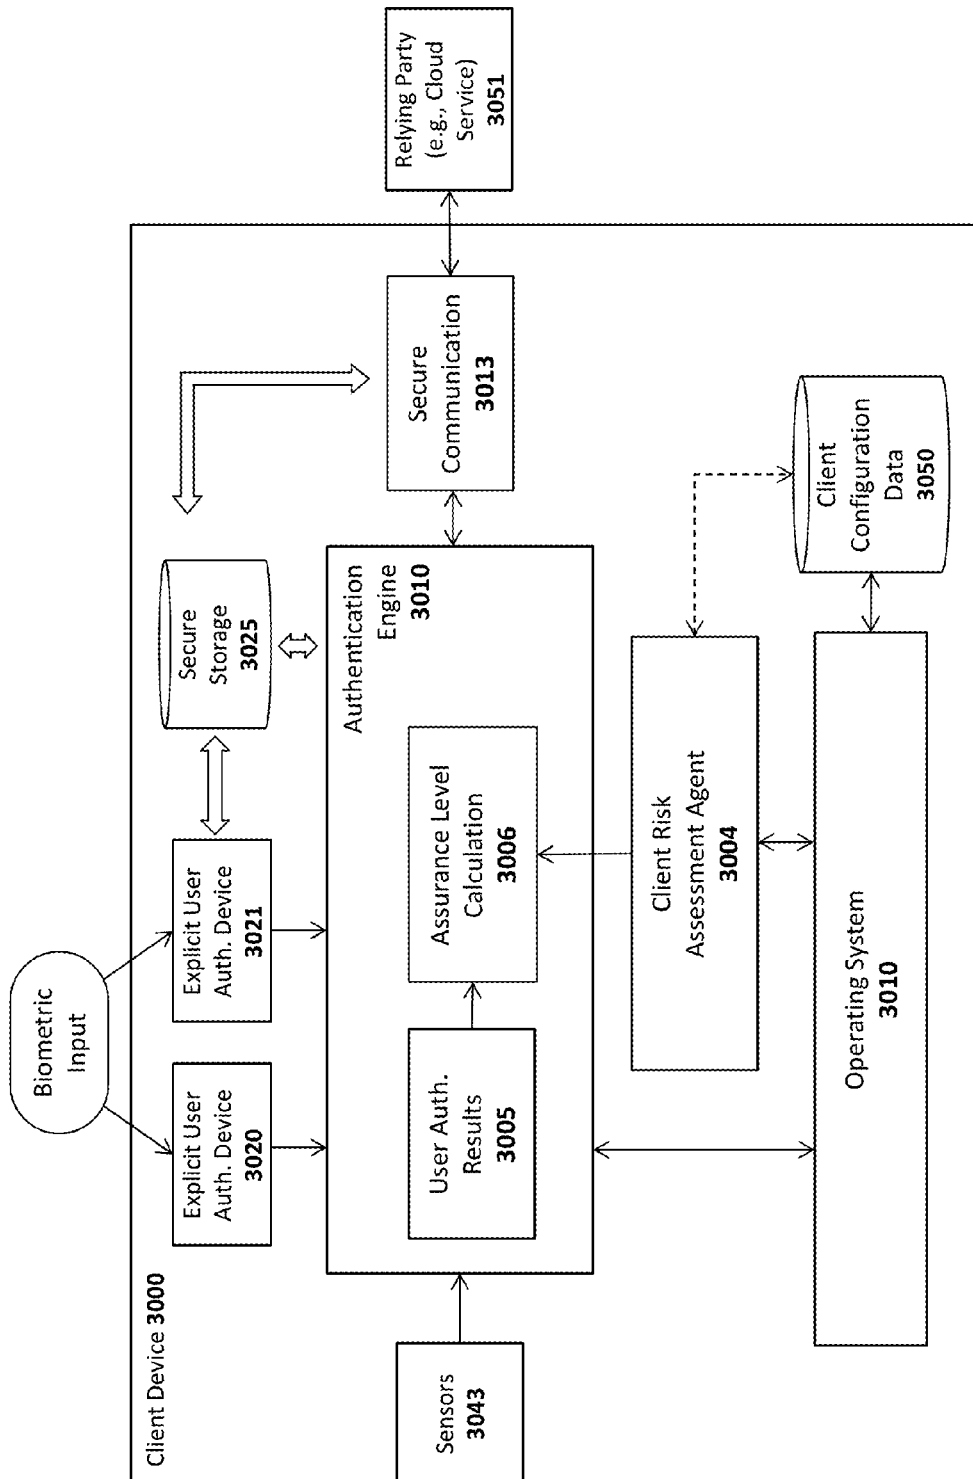 Biometric
Input
Client Device 3000
Explicit User
Auth. Device
3020
Explicit User
Auth. Device
3021
Secure
Storage
3025
Sensors
3043
Authentication
Engine
3010
User Auth.
Results
3005
Assurance Level
Calculation
3006
Secure
Communication
3013
Relying Party
(e.g., Cloud
Service)
3051
Client Risk
Assessment Agent
3004
Client
Configuration
Data
3050
Operating System
3010